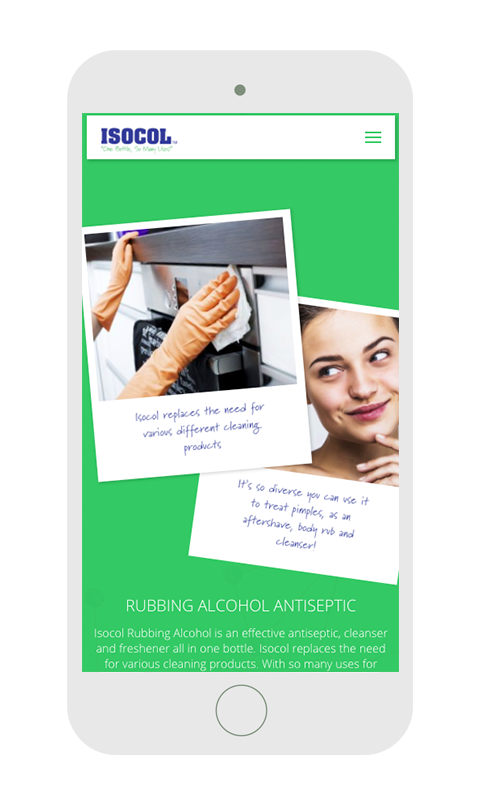 ISOCOL™
"One Bottle, So Many Uses!"
Isocol replaces the need for
various different cleaning
products
It's so diverse you can use it
to treat pimples, as an
aftershave, body rub and
cleanser!
RUBBING ALCOHOL ANTISEPTIC
Isocol Rubbing Alcohol is an effective antiseptic, cleanser
and freshener all in one bottle. Isocol replaces the need
for various cleaning products. With so many uses for